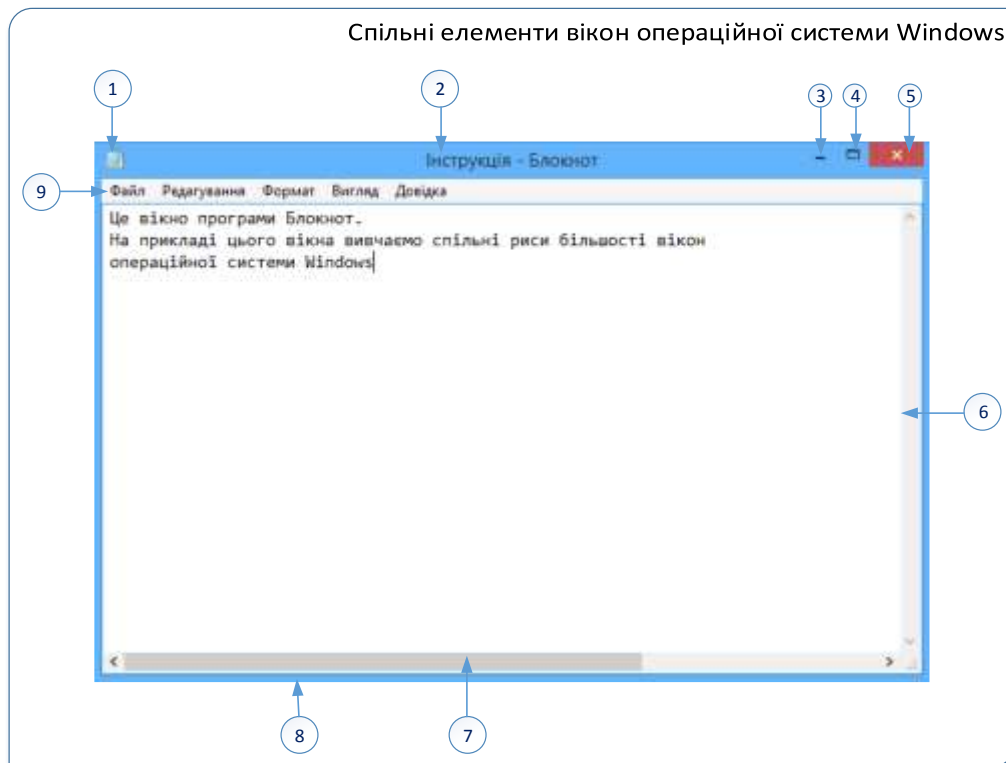 Спільні елементи вікон операційної системи Windows
1 2 3 4 5
Інструкція - Блокнот
9
Файл Редагування Формат Вигляд Довідка
Це вікно програми Блокнот.
На прикладі цього вікна вивчаємо спільні риси більшості вікон
операційної системи Windows
6
8 7